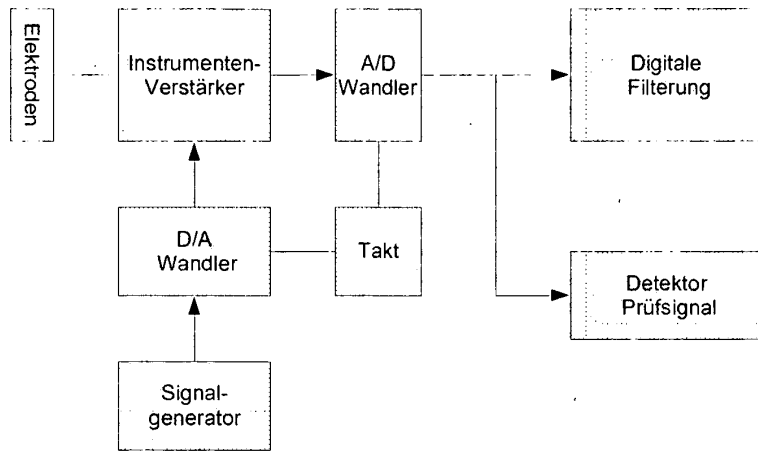 Elektroden
Instrumenten-
Verstärker
A/D
Wandler
Digitale
Filterung
D/A
Wandler
Takt
Detektor
Prüfsignal
Signal-
generator